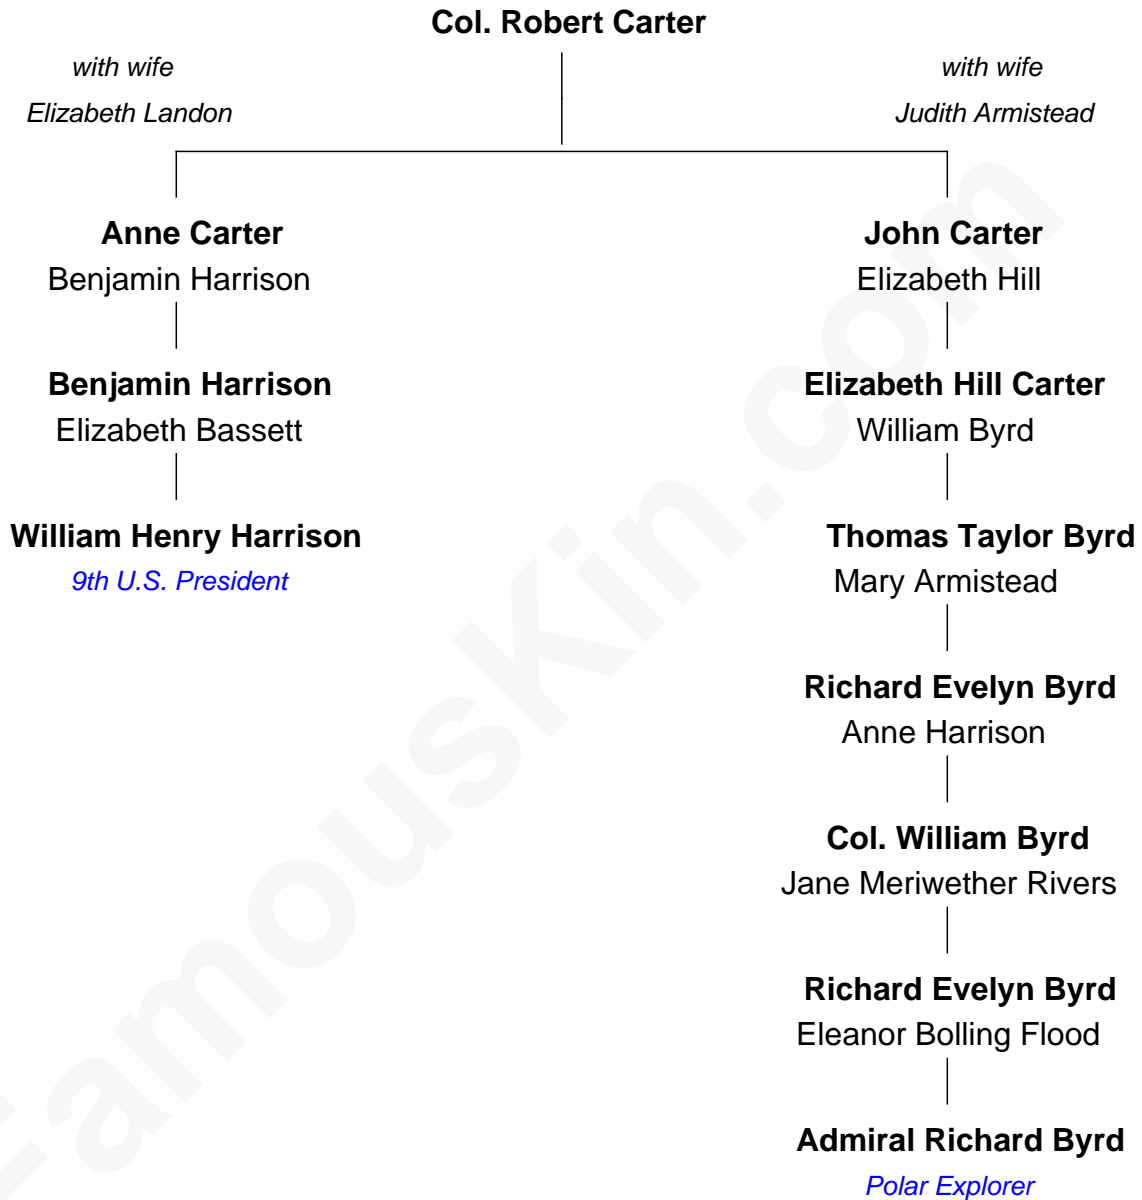 Col. Robert Carter
with wife
Elizabeth Landon
with wife
Judith Armistead
Anne Carter
Benjamin Harrison
John Carter
Elizabeth Hill
Benjamin Harrison
Elizabeth Bassett
Elizabeth Hill Carter
William Byrd
William Henry Harrison
9th U.S. President
Thomas Taylor Byrd
Mary Armistead
Richard Evelyn Byrd
Anne Harrison
Col. William Byrd
Jane Meriwether Rivers
Richard Evelyn Byrd
Eleanor Bolling Flood
Admiral Richard Byrd
Polar Explorer
FamousKin.com